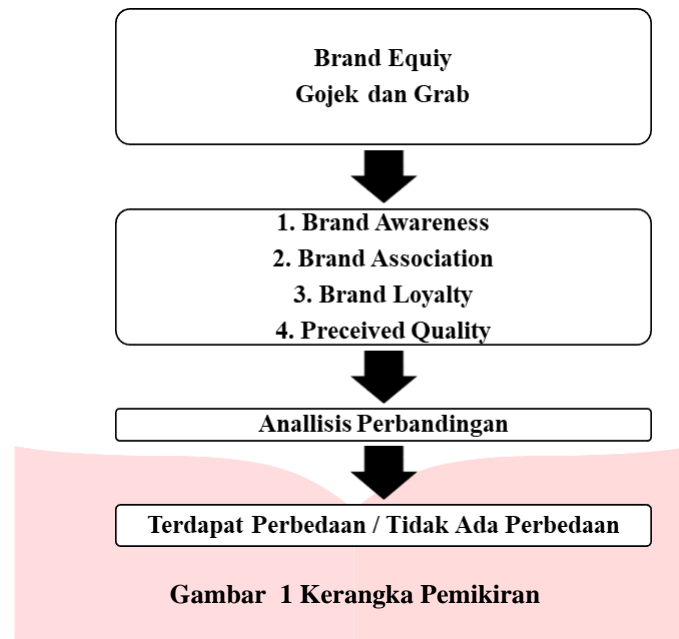 Brand Equiy
Gojek dan Grab
1. Brand Awareness
2. Brand Association
3. Brand Loyalty
4. Preceived Quality
Anallisis Perbandingan
Terdapat Perbedaan / Tidak Ada Perbedaan
Gambar 1 Kerangka Pemikiran